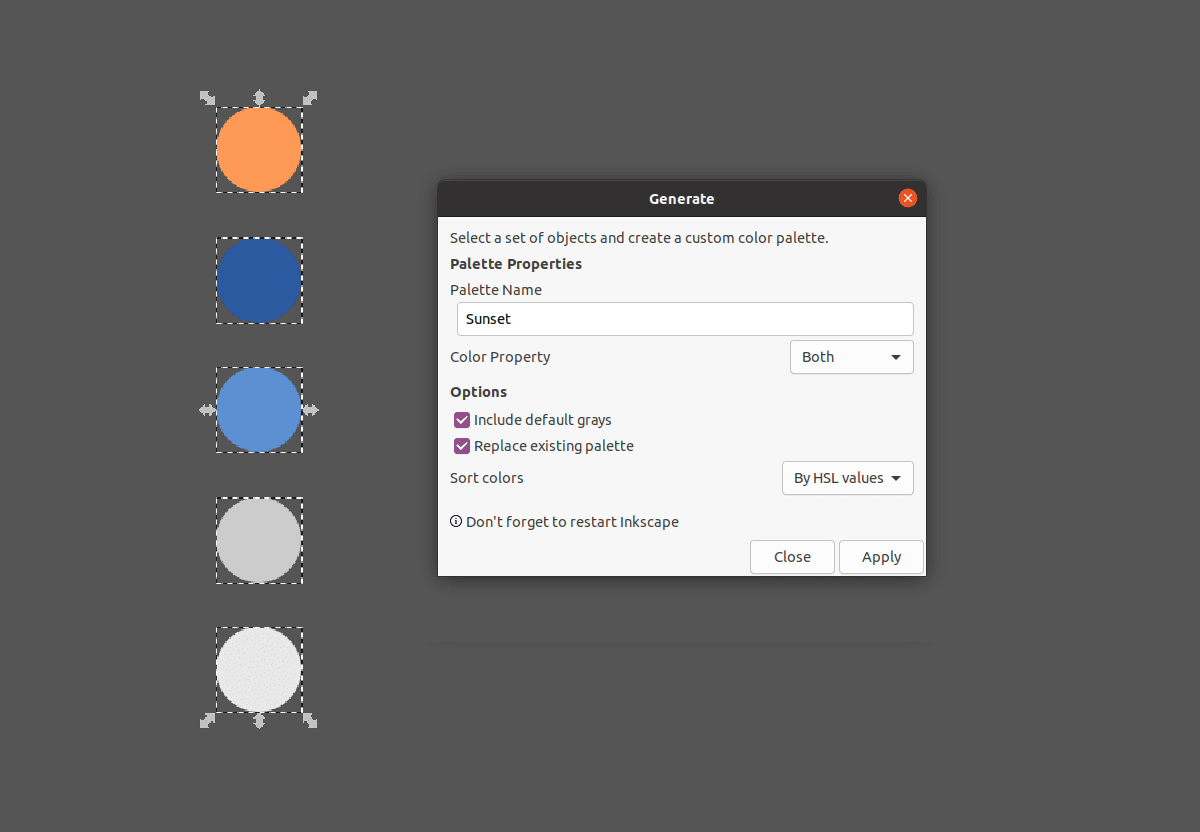 Generate
Select a set of objects and create a custom color palette.
Palette Properties
Palette Name
Sunset
Color Property Both
Options
Include default grays
Replace existing palette
Sort colors By HSL values
Don't forget to restart Inkscape
Close Apply